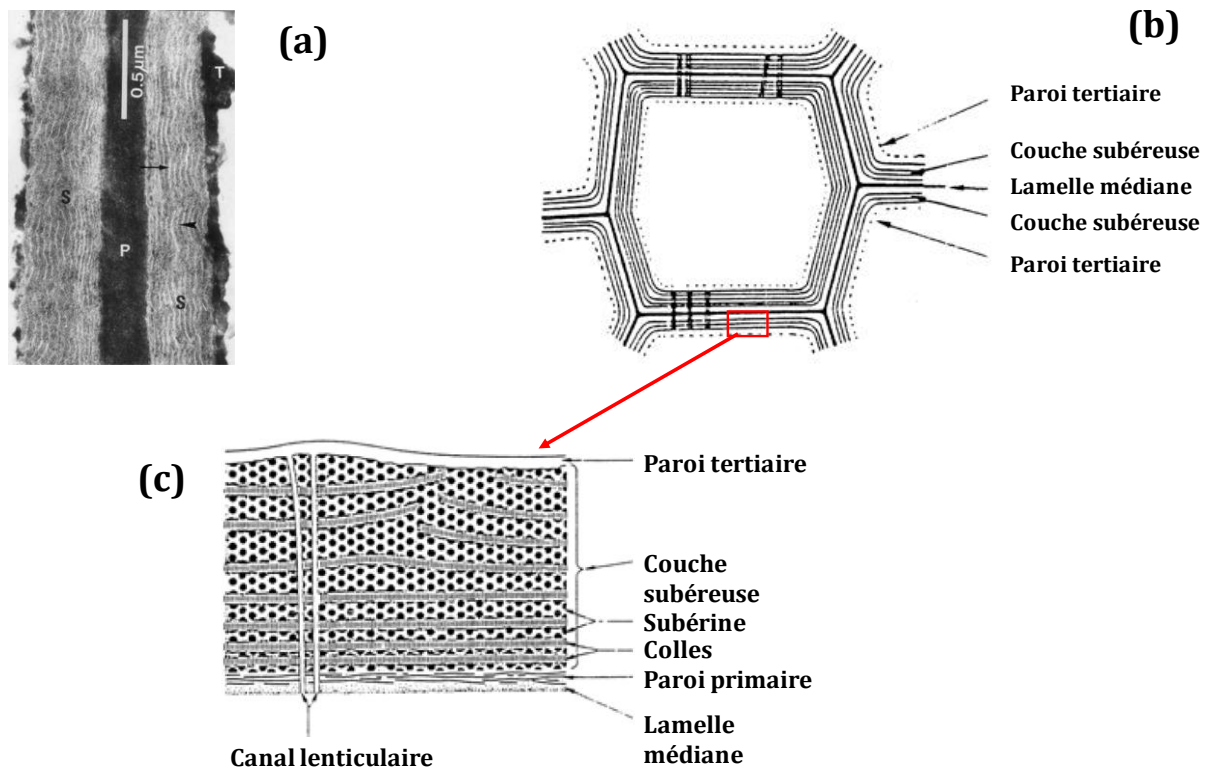 (a)
0.5μm
T
S
P
S
(b)
Paroi tertiaire
Couche subéreuse
Lamelle médiane
Couche subéreuse
Paroi tertiaire
(c)
Paroi tertiaire
Couche
subéreuse
Subérine
Colles
Paroi primaire
Lamelle
médiane
Canal lenticulaire